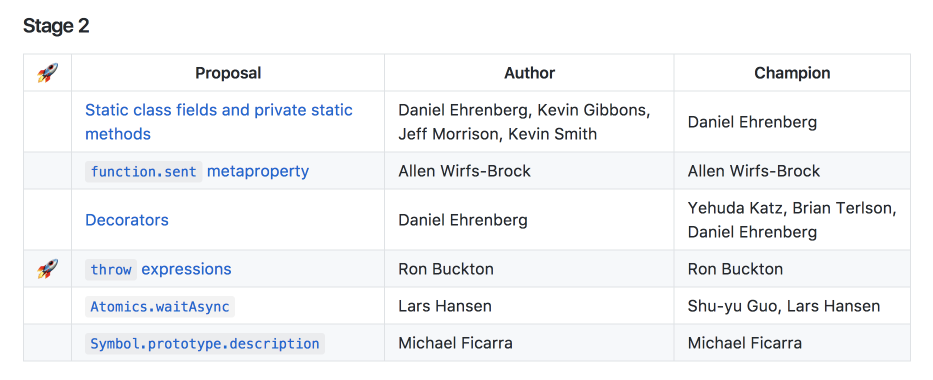 Stage 2
🚀 Proposal Author Champion
Static class fields and private static Daniel Ehrenberg, Kevin Gibbons, Daniel Ehrenberg
methods Jeff Morrison, Kevin Smith
function.sent metaproperty Allen Wirfs-Brock Allen Wirfs-Brock
Decorators Daniel Ehrenberg Yehuda Katz, Brian Terlson,
Daniel Ehrenberg
🚀 throw expressions Ron Buckton Ron Buckton
Atomics.waitAsync Lars Hansen Shu-yu Guo, Lars Hansen
Symbol.prototype.description Michael Ficarra Michael Ficarra